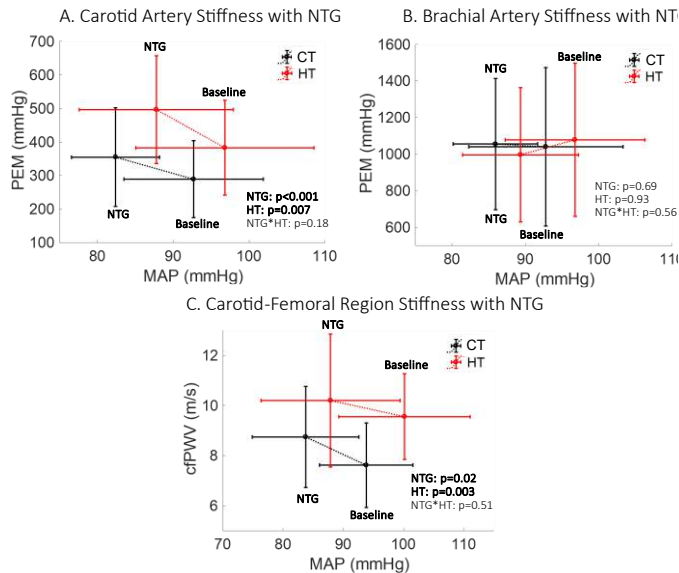 A. Carotid Artery Stiffness with NTG
700
600
500
400
300
200
100
80
90
100
110
PEM (mmHg)
MAP (mmHg)
NTG
Baseline
NTG
Baseline
CT
HT
NTG: p<0.001
HT: p=0.007
NTG*HT: p=0.18
B. Brachial Artery Stiffness with NTG
1600
1400
1200
1000
800
600
80
90
100
110
PEM (mmHg)
MAP (mmHg)
NTG
Baseline
NTG
Baseline
CT
HT
NTG: p=0.69
HT: p=0.93
NTG*HT: p=0.56
C. Carotid-Femoral Region Stiffness with NTG
12
10
8
6
70
80
90
100
110
cfPWV (m/s)
MAP (mmHg)
NTG
Baseline
NTG
Baseline
CT
HT
NTG: p=0.02
HT: p=0.003
NTG*HT: p=0.51